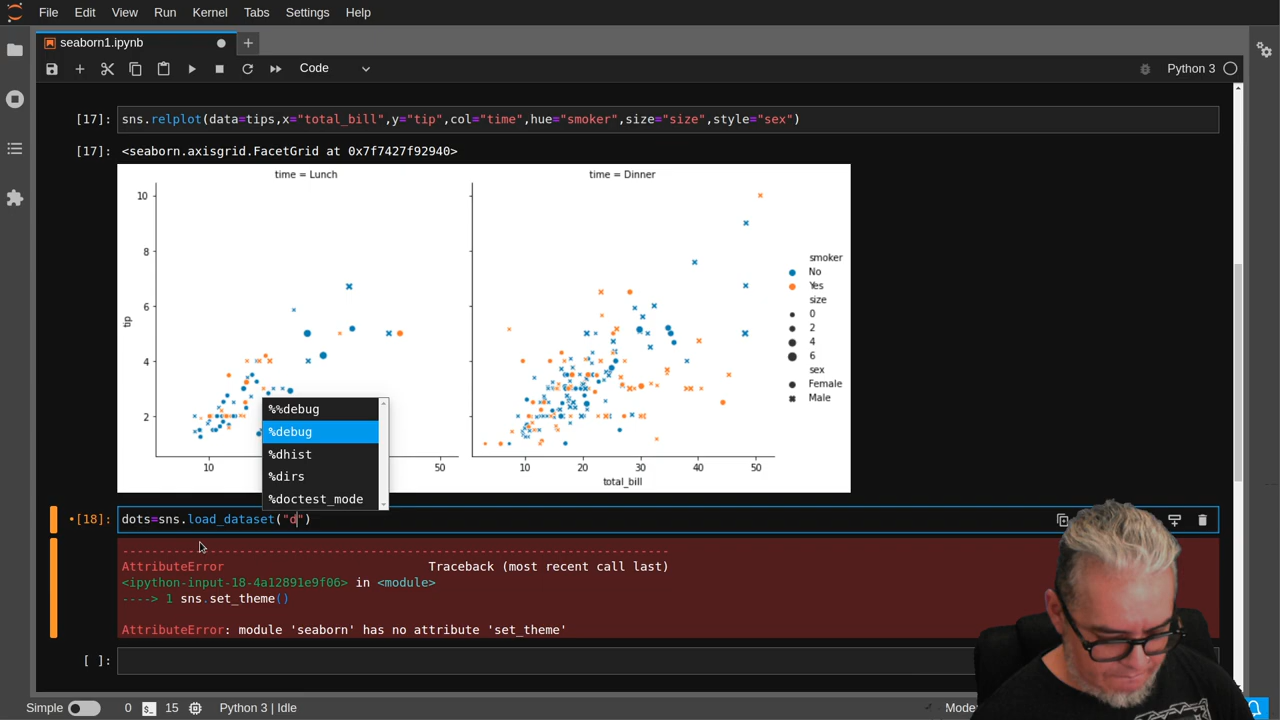 File Edit View Run Kernel Tabs Settings Help
seaborn1.ipynb
Code
Python 3
[17]: sns.relplot(data=tips,x="total_bill",y="tip",col="time",hue="smoker",size="size",style="sex")
[17]: <seaborn.axisgrid.FacetGrid at 0x7f7427f92940>
time = Lunch
time = Dinner
10
8
6
4
2
tip
10
50
10
20
30
40
50
total_bill
smoker
No
Yes
size
0
2
4
6
sex
Female
Male
%%debug
%debug
%dhist
%dirs
%doctest_mode
[18]: dots=sns.load_dataset("d")
---------------------------------------------------------------------------
AttributeError Traceback (most recent call last)
<ipython-input-18-4a12891e9f06> in <module>
----> 1 sns.set_theme()
AttributeError: module 'seaborn' has no attribute 'set_theme'
[ ]:
Simple 0 15 Python 3 | Idle